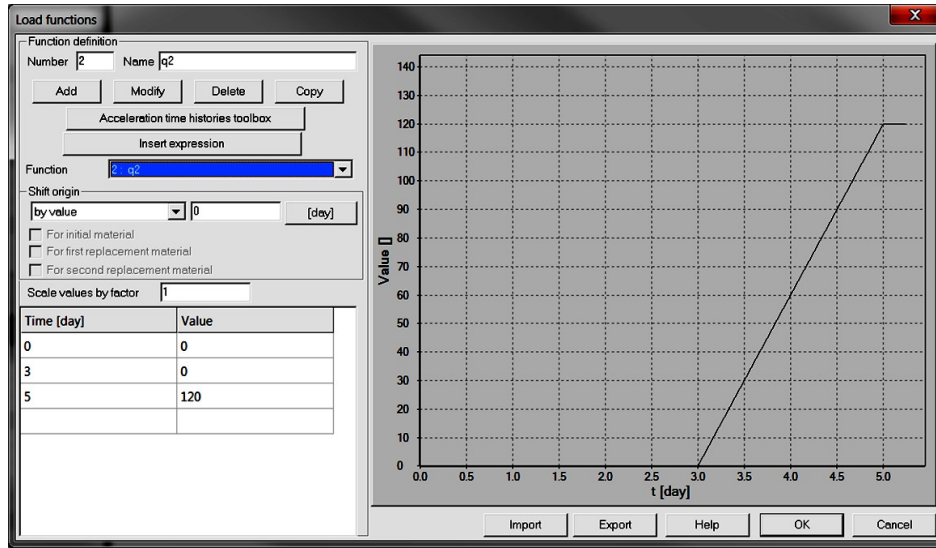 Load functions
Function definition
Number 2 Name q2
Add Modify Delete Copy
Acceleration time histories toolbox
Insert expression
Function 2 : q2
Shift origin
by value 0 [day]
For initial material
For first replacement material
For second replacement material
Scale values by factor 1
Time [day] Value
0 0
3 0
5 120
140
130
120
110
100
90
80
70
60
50
40
30
20
10
0
Value []
0.0 0.5 1.0 1.5 2.0 2.5 3.0 3.5 4.0 4.5 5.0
t [day]
Import Export Help OK Cancel